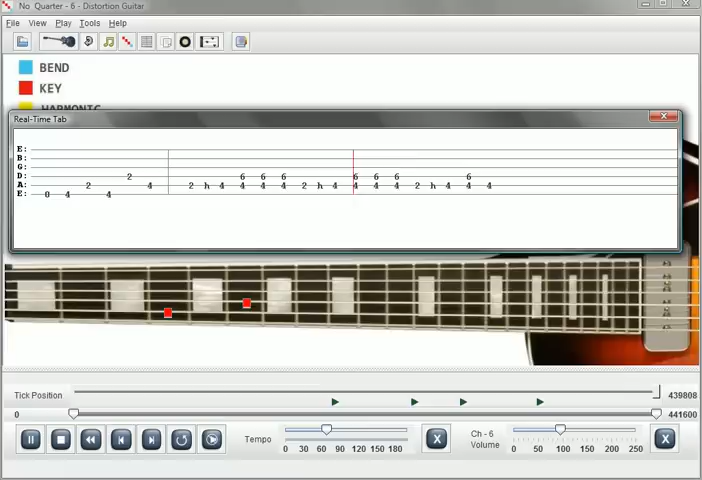 No Quarter - 6 - Distortion Guitar
File View Play Tools Help
BEND
KEY
HARMONIC
Real-Time Tab
E:
B:
G:
D: 2 6 6 6 6 6 6 6
A: 2 4 2 h 4 4 4 4 2 h 4 4 4 4 2 h 4 4 4
E: 0 4 4
Tick Position 439808
0 441600
Tempo
0 30 60 90 120 150 180
Ch - 6
Volume
0 50 100 150 200 250